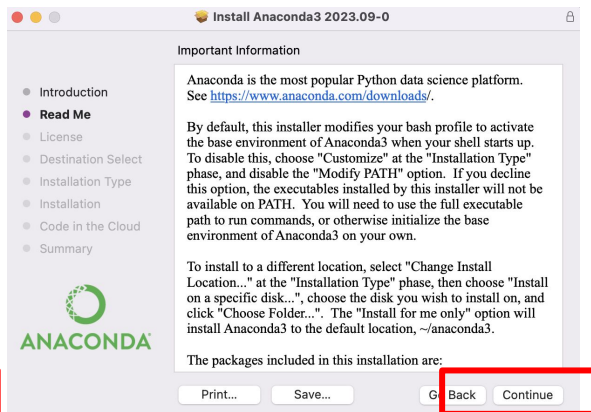 Install Anaconda3 2023.09-0
Important Information
Introduction
Read Me
License
Destination Select
Installation Type
Installation
Code in the Cloud
Summary
ANACONDA
Anaconda is the most popular Python data science platform.
See https://www.anaconda.com/downloads/.
By default, this installer modifies your bash profile to activate
the base environment of Anaconda3 when your shell starts up.
To disable this, choose "Customize" at the "Installation Type"
phase, and disable the "Modify PATH" option.  If you decline
this option, the executables installed by this installer will not be
available on PATH.  You will need to use the full executable
path to run commands, or otherwise initialize the base
environment of Anaconda3 on your own.
To install to a different location, select "Change Install
Location..." at the "Installation Type" phase, then choose "Install
on a specific disk...", choose the disk you wish to install on, and
click "Choose Folder...".  The "Install for me only" option will
install Anaconda3 to the default location, ~/anaconda3.
The packages included in this installation are:
Print... Save... Go Back Continue